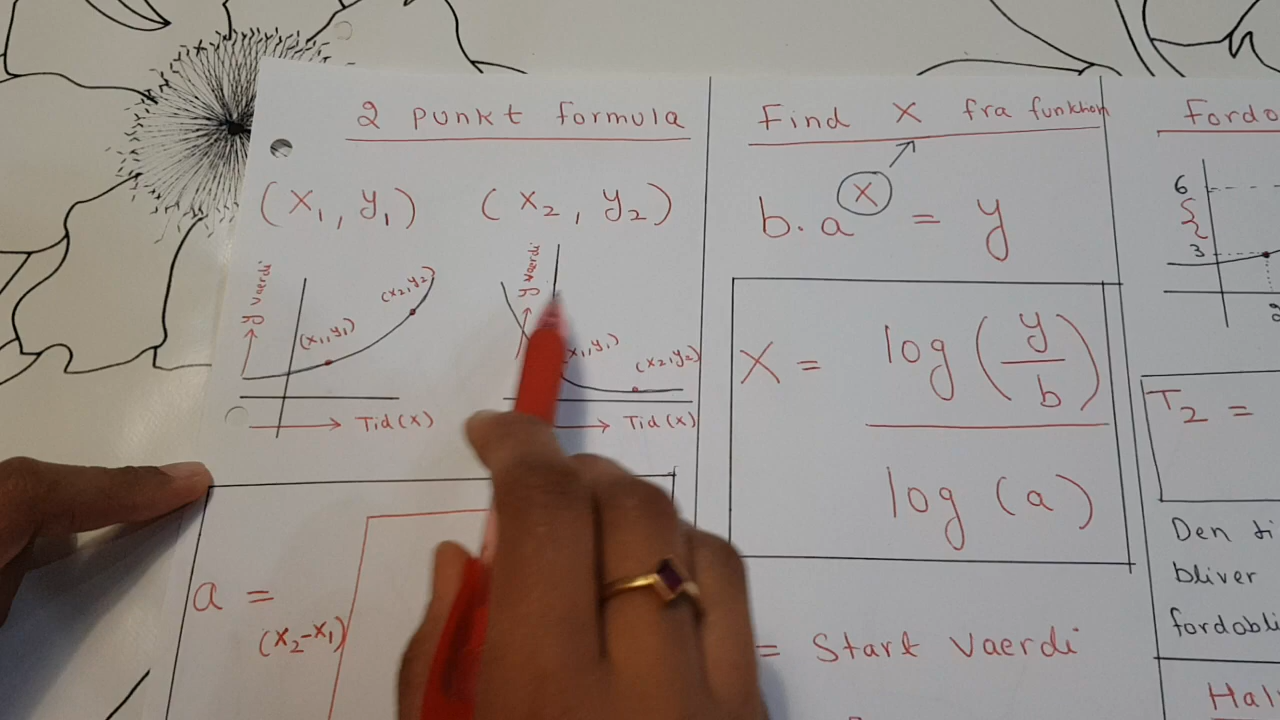 2 punkt formula
(x₁, y₁) (x₂, y₂)
y vaerdi
(x₁,y₁)
(x₂,y₂)
Tid(x)
y vaerdi
(x₁,y₁)
(x₂,y₂)
Tid(x)
a =
(x₂-x₁)
Find X fra funktion
b.a^x = y
X = log(y/b)
log (a)
= Start vaerdi
Fordo
6
3
T₂ =
Den ti
bliver
fordobli
Hal